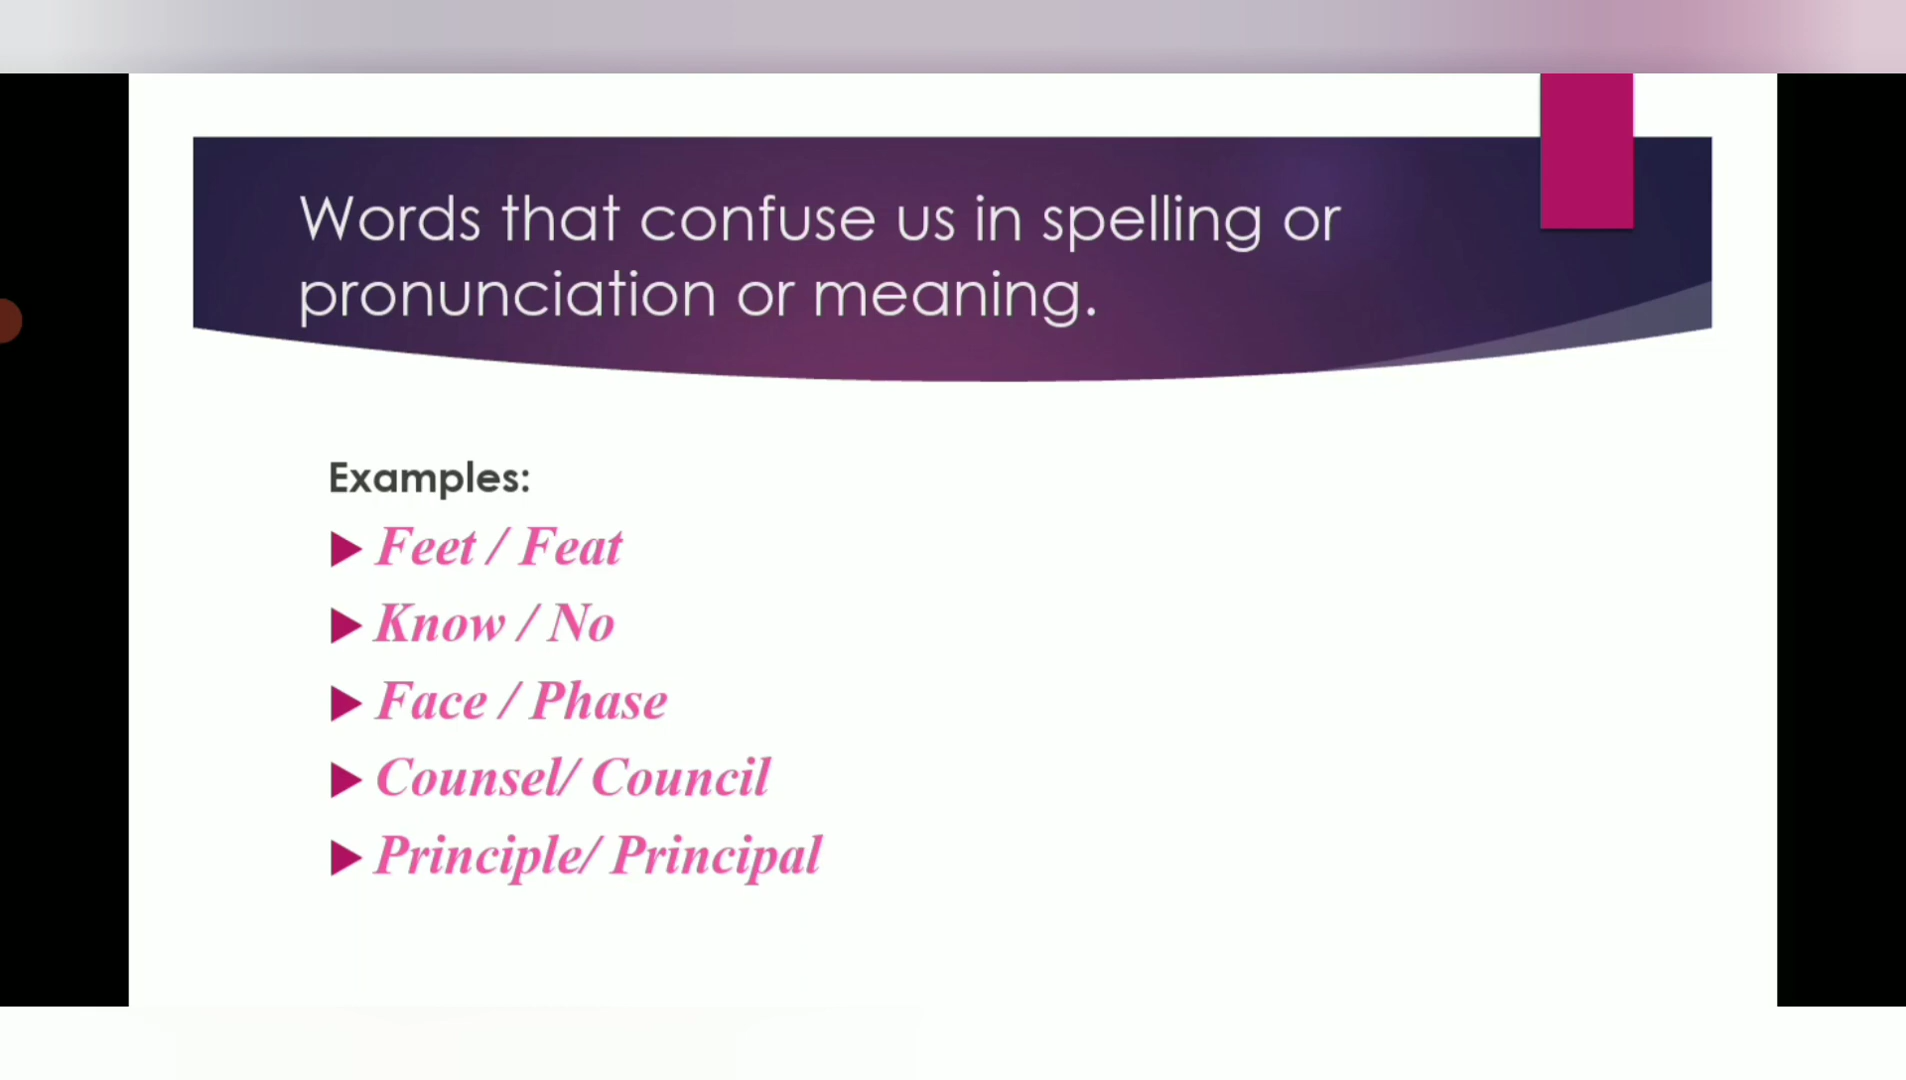 Words that confuse us in spelling or
pronunciation or meaning.
Examples:
Feet / Feat
Know / No
Face / Phase
Counsel/ Council
Principle/ Principal